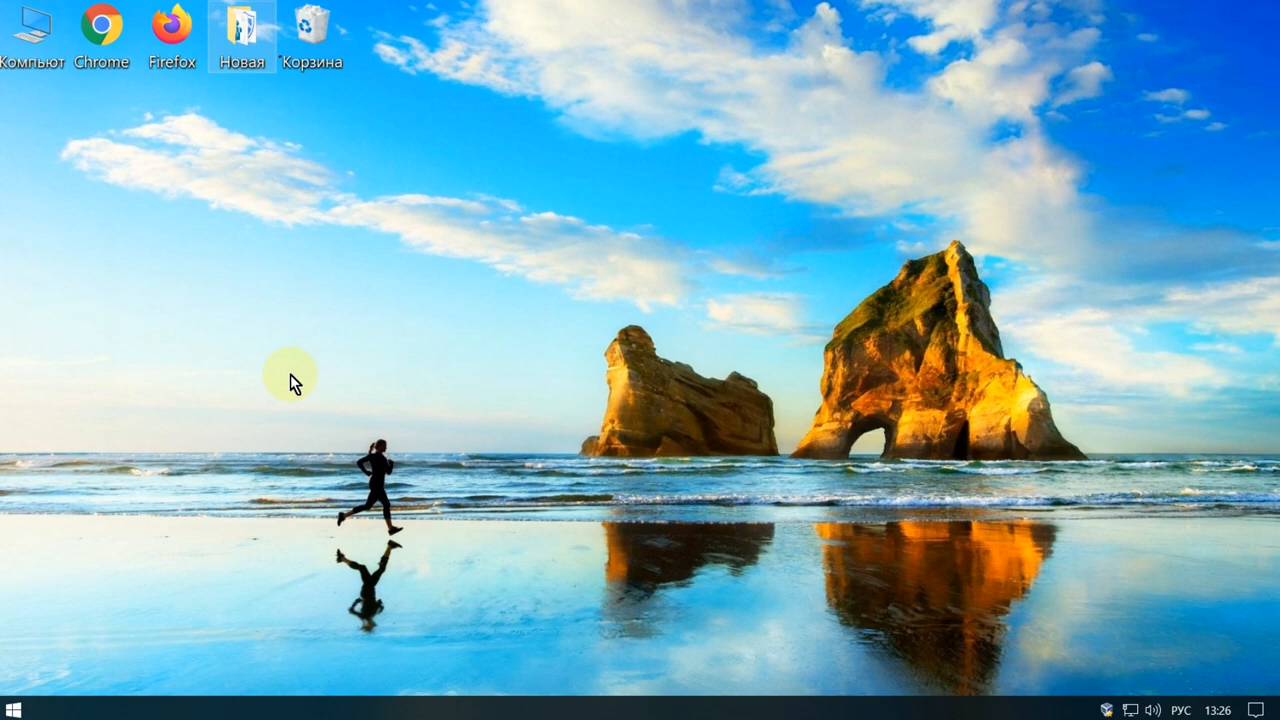 Компьют
Chrome
Firefox
Новая
Корзина
РУС
13:26